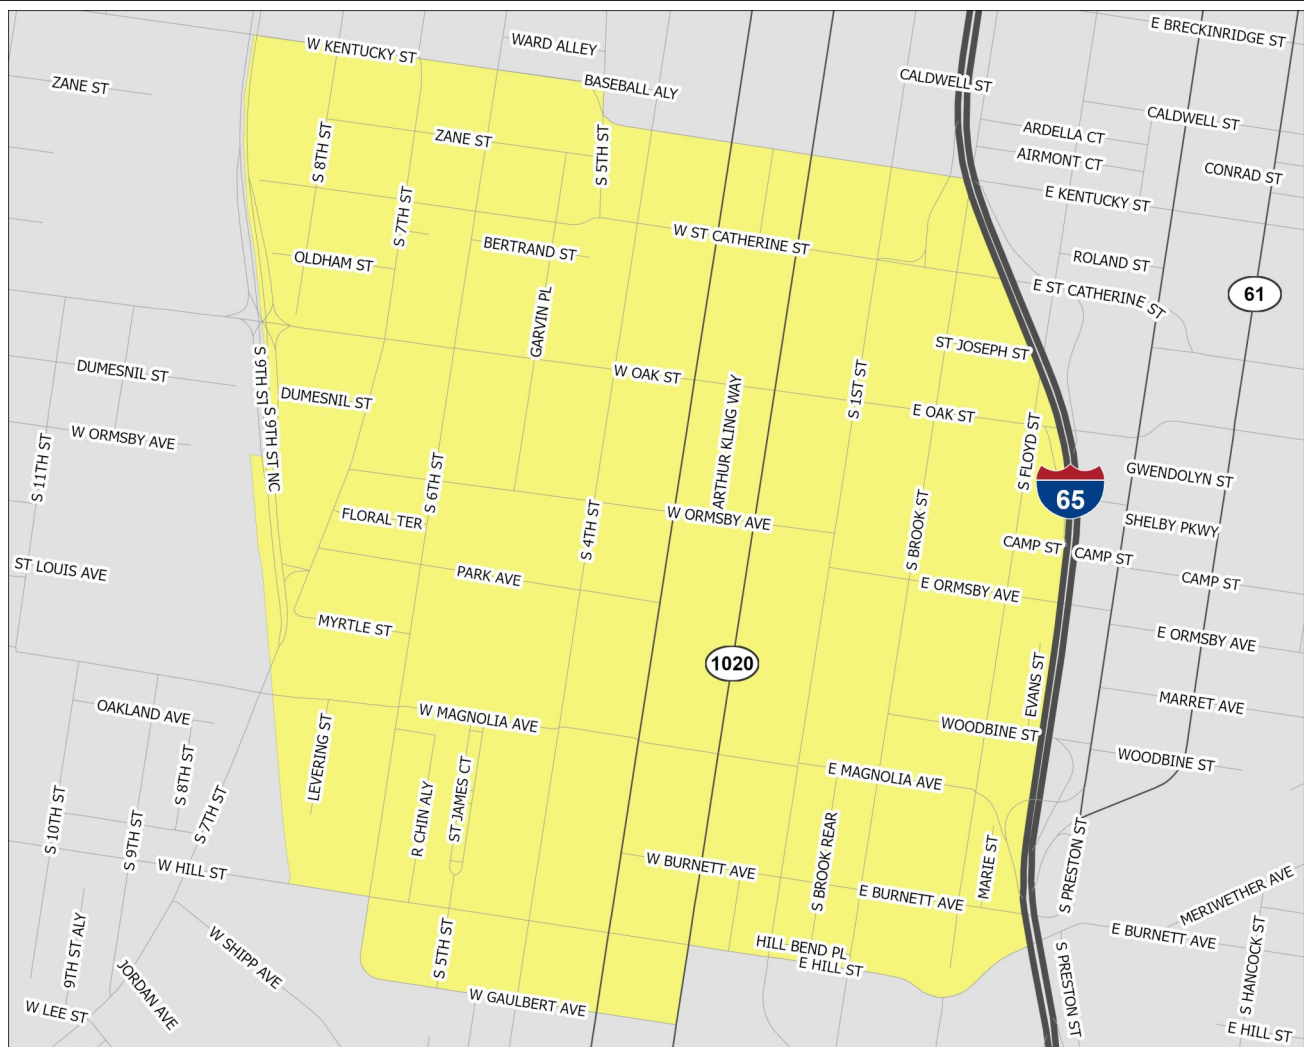 E BRECKINRIDGE ST
WARD ALLEY
W KENTUCKY ST
CALDWELL ST
ZANE ST
BASEBALL ALY
CALDWELL ST
ARDELLA CT
ZANE ST
S 8TH ST
S 5TH ST
AIRMONT CT
CONRAD ST
E KENTUCKY ST
S 7TH ST
W ST CATHERINE ST
BERTRAND ST
OLDHAM ST
ROLAND ST
E ST CATHERINE ST
61
GARVIN PL
ST JOSEPH ST
DUMESNIL ST
S 9TH ST
W OAK ST
S 1ST ST
DUMESNIL ST
E OAK ST
ARTHUR KLING WAY
W ORMSBY AVE
S 9TH ST NC
S FLOYD ST
S 11TH ST
S 6TH ST
GWENDOLYN ST
65
FLORAL TER
W ORMSBY AVE
S 4TH ST
S BROOK ST
SHELBY PKWY
CAMP ST
CAMP ST
ST LOUIS AVE
PARK AVE
E ORMSBY AVE
CAMP ST
MYRTLE ST
E ORMSBY AVE
1020
EVANS ST
MARRET AVE
OAKLAND AVE
W MAGNOLIA AVE
WOODBINE ST
LEVERING ST
WOODBINE ST
S 8TH ST
E MAGNOLIA AVE
ST JAMES CT
S 10TH ST
S 7TH ST
R CHIN ALY
S 9TH ST
S BROOK REAR
MARIE ST
S PRESTON ST
W HILL ST
W BURNETT AVE
E BURNETT AVE
MERIWETHER AVE
E BURNETT AVE
9TH ST ALY
S 5TH ST
HILL BEND PL
E HILL ST
W SHIPP AVE
S HANCOCK ST
JORDAN AVE
S PRESTON ST
W GAULBERT AVE
W LEE ST
E HILL ST